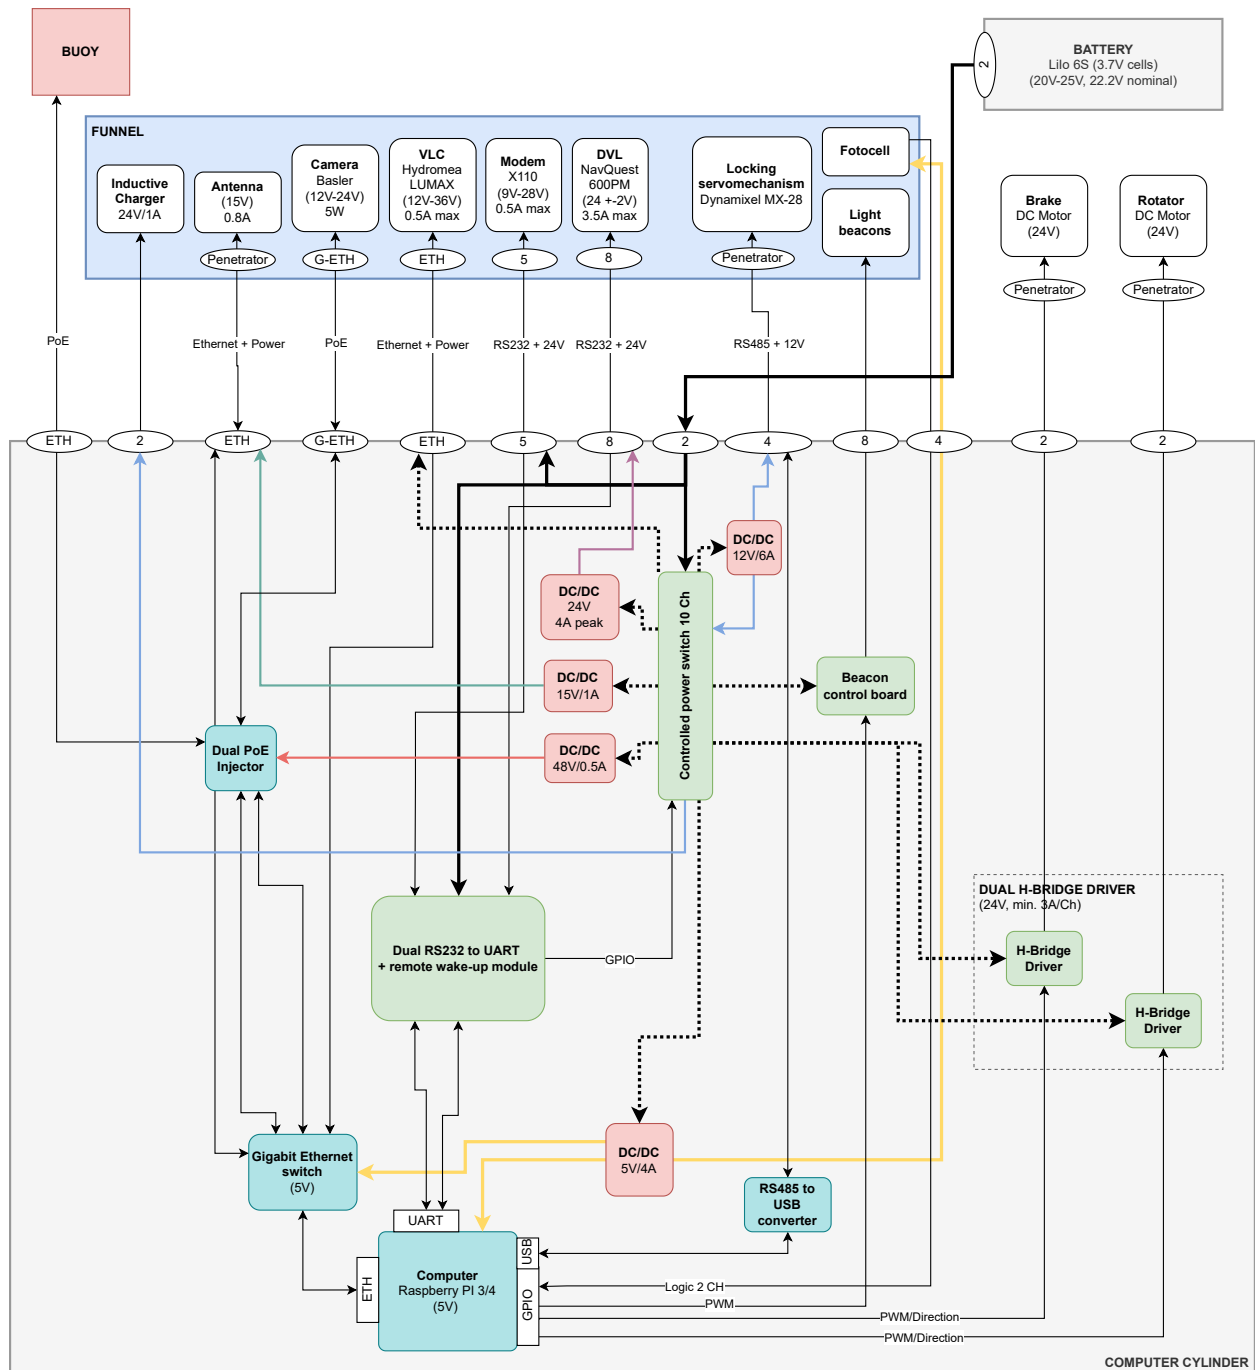 BUOY
BATTERY
LiIo 6S (3.7V cells)
(20V-25V, 22.2V nominal)
2
FUNNEL
Inductive
Charger
24V/1A
Antenna
(15V)
0.8A
Camera
Basler
(12V-24V)
5W
VLC
Hydromea
LUMAX
(12V-36V)
0.5A max
Modem
X110
(9V-28V)
0.5A max
DVL
NavQuest
600PM
(24 +-2V)
3.5A max
Locking
servomechanism
Dynamixel MX-28
Fotocell
Light
beacons
Brake
DC Motor
(24V)
Rotator
DC Motor
(24V)
Penetrator
G-ETH
ETH
5
8
Penetrator
Penetrator
Penetrator
PoE
Ethernet + Power
PoE
Ethernet + Power
RS232 + 24V
RS232 + 24V
RS485 + 12V
ETH
2
ETH
G-ETH
ETH
5
8
2
4
8
4
2
2
DC/DC
12V/6A
DC/DC
24V
4A peak
Controlled power switch 10 Ch
DC/DC
15V/1A
Beacon
control board
DC/DC
48V/0.5A
Dual PoE
Injector
DUAL H-BRIDGE DRIVER
(24V, min. 3A/Ch)
H-Bridge
Driver
H-Bridge
Driver
Dual RS232 to UART
+ remote wake-up module
GPIO
DC/DC
5V/4A
Gigabit Ethernet
switch
(5V)
RS485 to
USB
converter
UART
USB
ETH
Computer
Raspberry PI 3/4
(5V)
GPIO
Logic 2 CH
PWM
PWM/Direction
PWM/Direction
COMPUTER CYLINDER